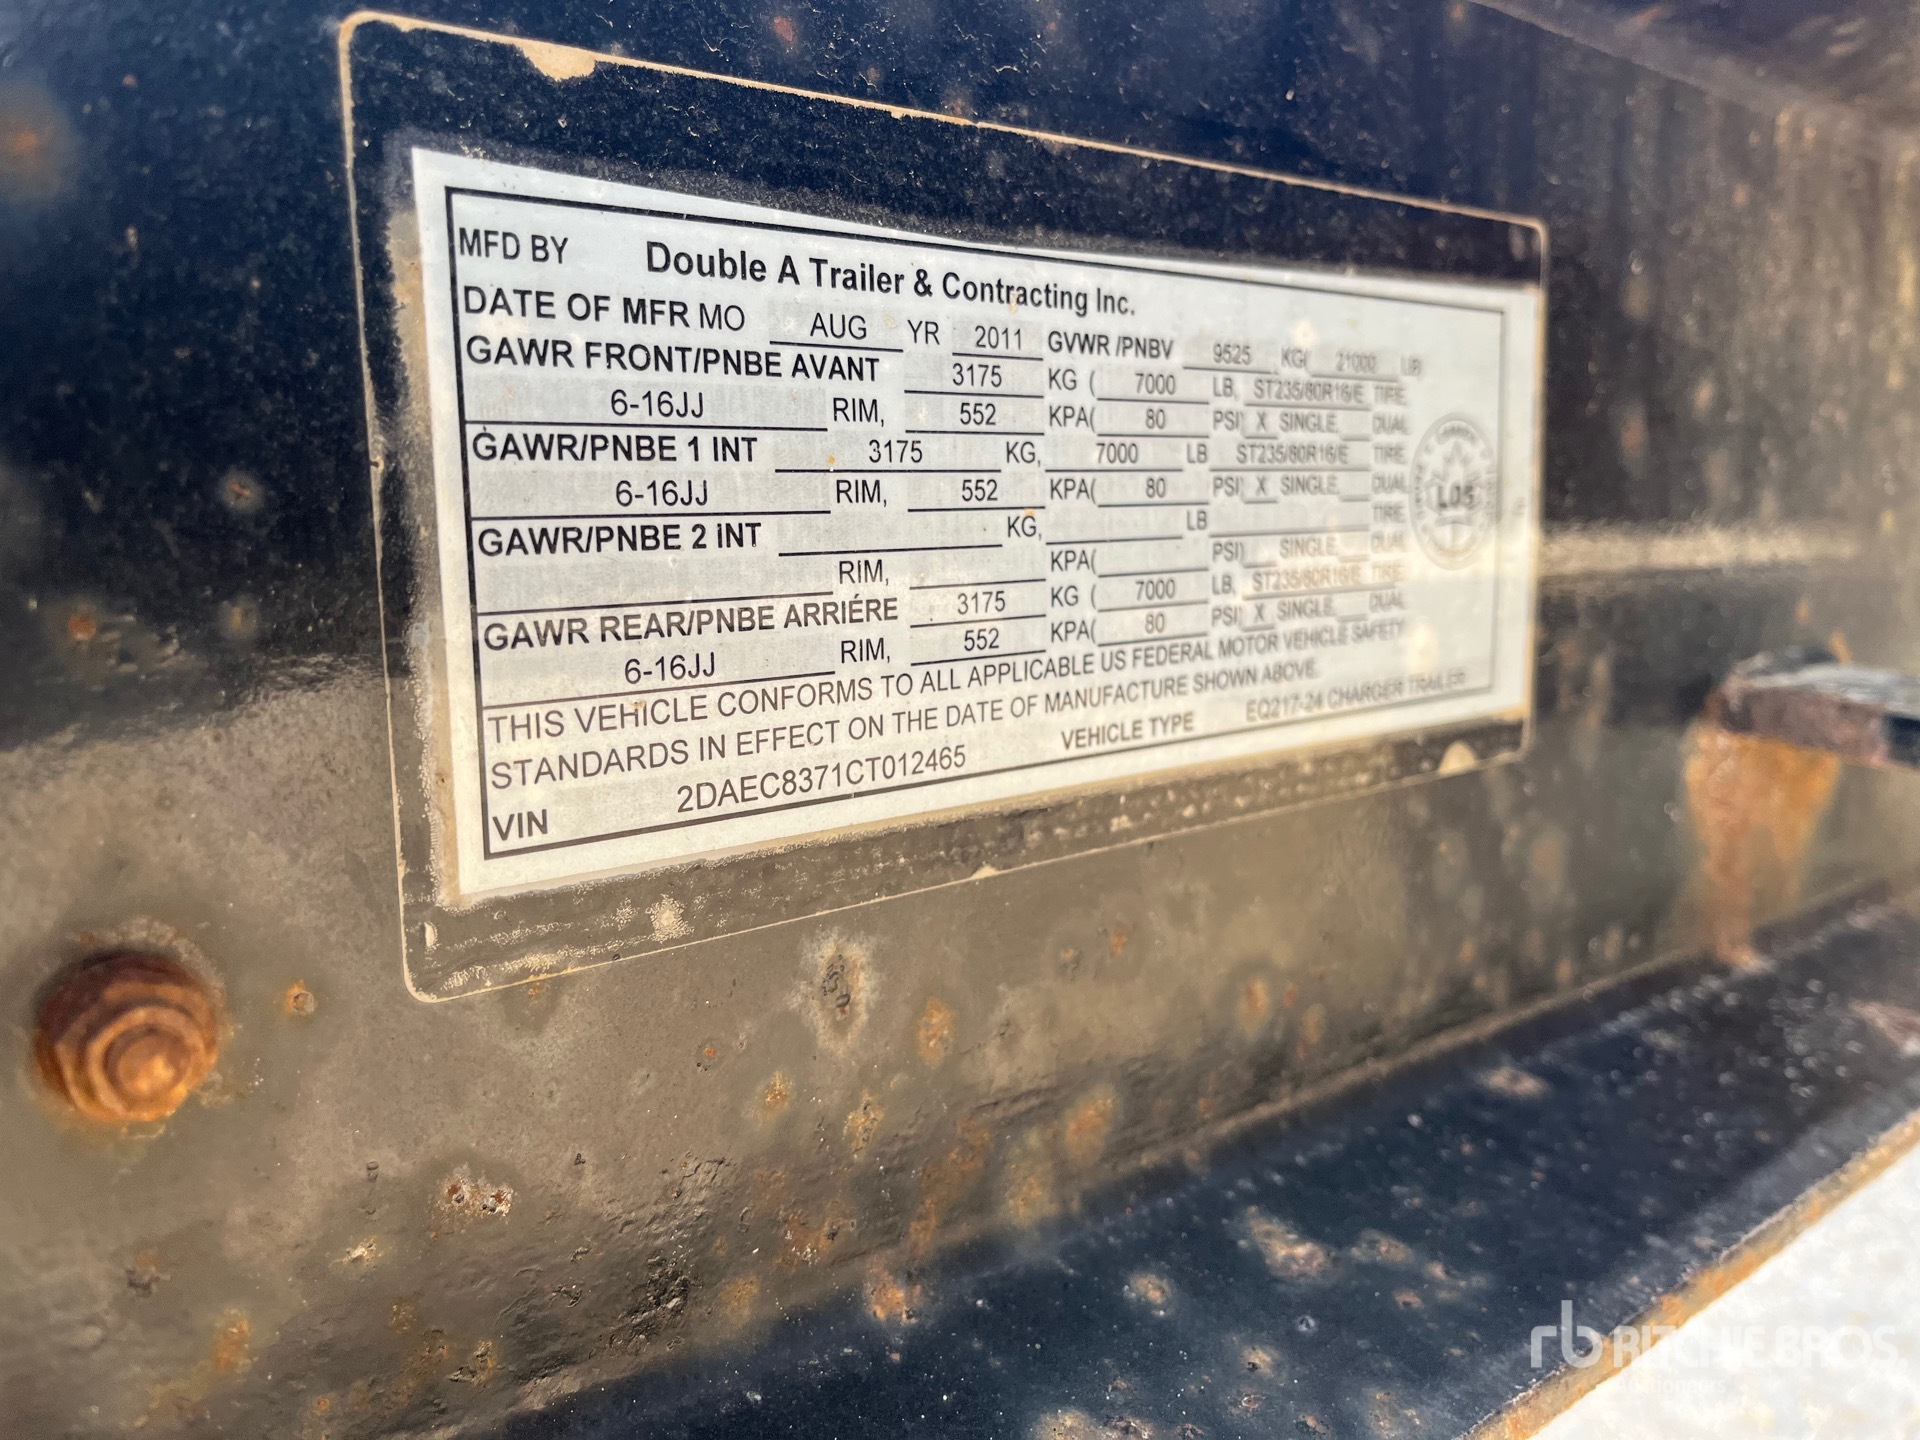 MFD BY Double A Trailer & Contracting Inc.
DATE OF MFR MO AUG YR 2011 GVWR /PNBV 9525 KG( 21000 LB
GAWR FRONT/PNBE AVANT 3175 KG ( 7000 LB, ST235/80R16/E TIRE
6-16JJ RIM, 552 KPA( 80 PSI) X SINGLE DUAL
GAWR/PNBE 1 INT 3175 KG, 7000 LB ST235/80R16/E TIRE
6-16JJ RIM, 552 KPA( 80 PSI) X SINGLE DUAL
GAWR/PNBE 2 INT KG, LB TIRE
RIM, KPA( PSI) SINGLE DUAL
GAWR REAR/PNBE ARRIÉRE 3175 KG ( 7000 LB, ST235/80R16/E TIRE
6-16JJ RIM, 552 KPA( 80 PSI) X SINGLE DUAL
THIS VEHICLE CONFORMS TO ALL APPLICABLE US FEDERAL MOTOR VEHICLE SAFETY
STANDARDS IN EFFECT ON THE DATE OF MANUFACTURE SHOWN ABOVE.
VIN 2DAEC8371CT012465 VEHICLE TYPE EQ217-24 CHARGER TRAILER
rb RITCHIE BROS
Auctioneers